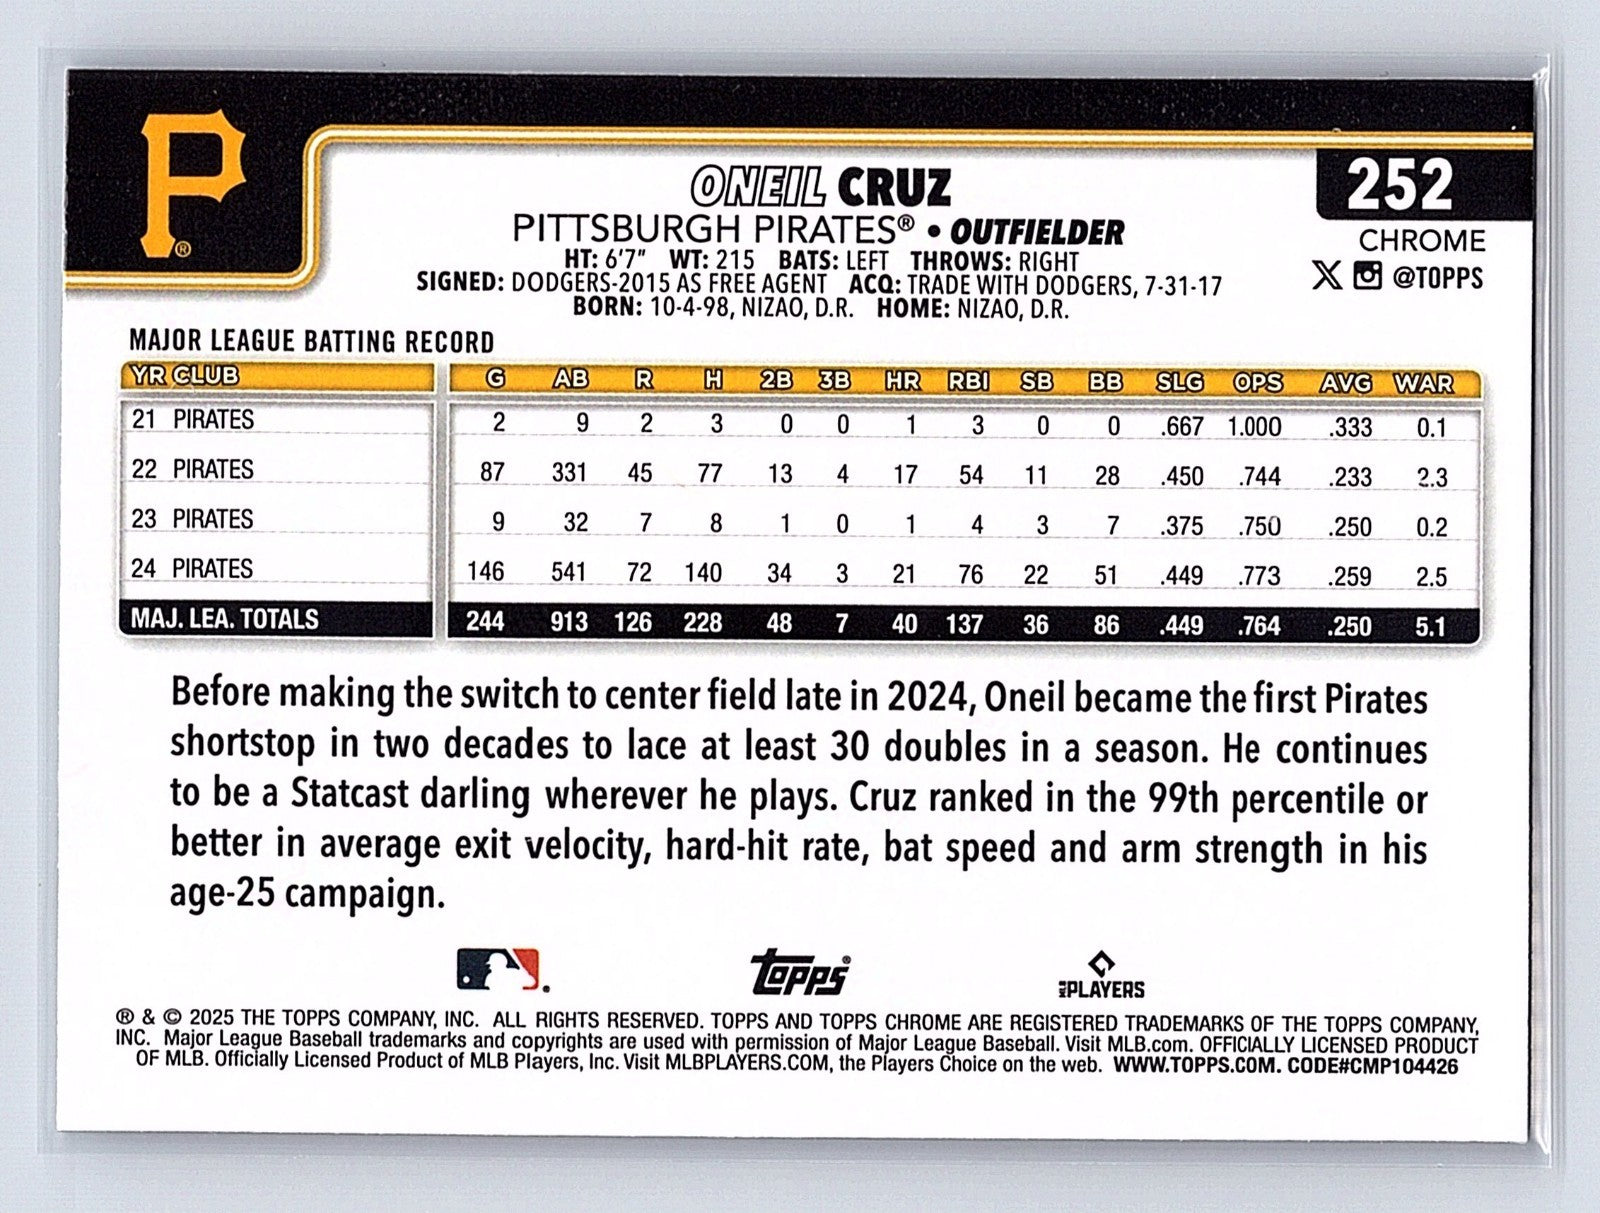 P®
ONEIL CRUZ
252
PITTSBURGH PIRATES® • OUTFIELDER
CHROME
HT: 6'7" WT: 215 BATS: LEFT THROWS: RIGHT
@TOPPS
SIGNED: DODGERS-2015 AS FREE AGENT ACQ: TRADE WITH DODGERS, 7-31-17
BORN: 10-4-98, NIZAO, D.R. HOME: NIZAO, D.R.
MAJOR LEAGUE BATTING RECORD
YR CLUB G AB R H 2B 3B HR RBI SB BB SLG OPS AVG WAR
21 PIRATES 2 9 2 3 0 0 1 3 0 0 .667 1.000 .333 0.1
22 PIRATES 87 331 45 77 13 4 17 54 11 28 .450 .744 .233 2.3
23 PIRATES 9 32 7 8 1 0 1 4 3 7 .375 .750 .250 0.2
24 PIRATES 146 541 72 140 34 3 21 76 22 51 .449 .773 .259 2.5
MAJ. LEA. TOTALS 244 913 126 228 48 7 40 137 36 86 .449 .764 .250 5.1
Before making the switch to center field late in 2024, Oneil became the first Pirates
shortstop in two decades to lace at least 30 doubles in a season. He continues
to be a Statcast darling wherever he plays. Cruz ranked in the 99th percentile or
better in average exit velocity, hard-hit rate, bat speed and arm strength in his
age-25 campaign.
Topps®
MLB PLAYERS
® & © 2025 THE TOPPS COMPANY, INC. ALL RIGHTS RESERVED. TOPPS AND TOPPS CHROME ARE REGISTERED TRADEMARKS OF THE TOPPS COMPANY,
INC. Major League Baseball trademarks and copyrights are used with permission of Major League Baseball. Visit MLB.com. OFFICIALLY LICENSED PRODUCT
OF MLB. Officially Licensed Product of MLB Players, Inc. Visit MLBPLAYERS.COM, the Players Choice on the web. WWW.TOPPS.COM. CODE#CMP104426